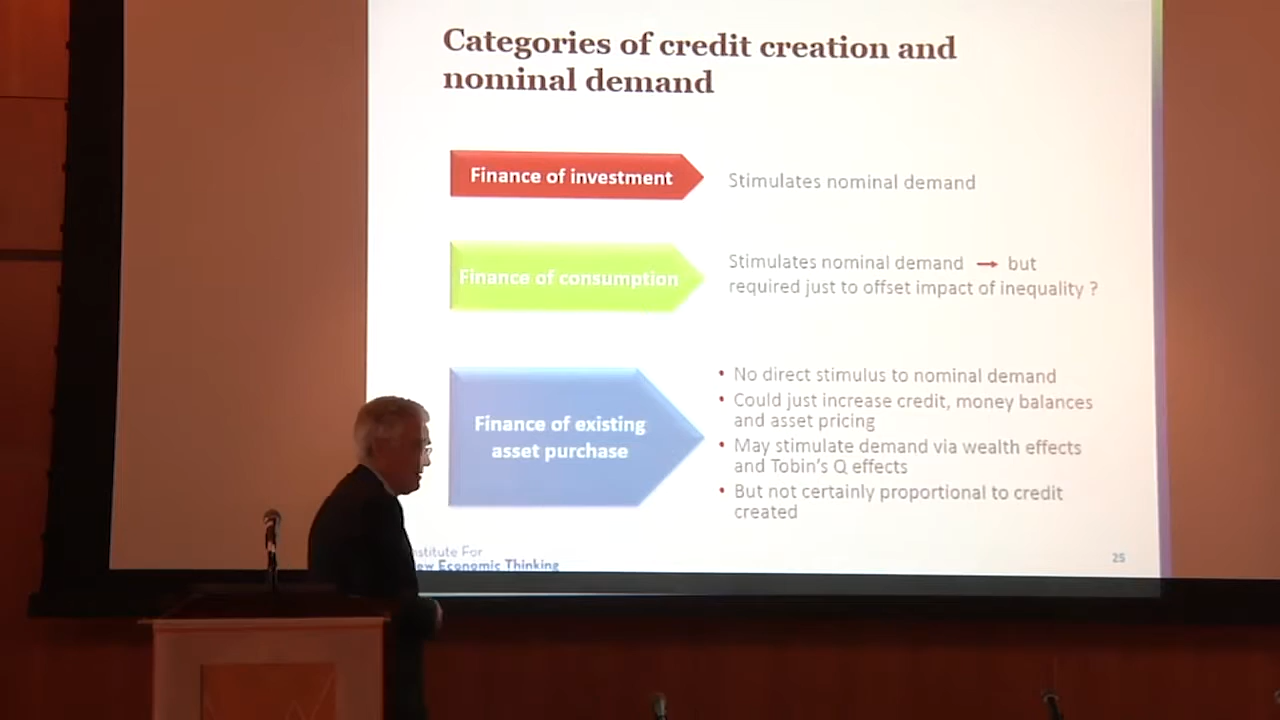 Categories of credit creation and
nominal demand
Finance of investment
Stimulates nominal demand
Finance of consumption
Stimulates nominal demand → but
required just to offset impact of inequality ?
Finance of existing
asset purchase
• No direct stimulus to nominal demand
• Could just increase credit, money balances
and asset pricing
• May stimulate demand via wealth effects
and Tobin's Q effects
• But not certainly proportional to credit
created
nstitute For
ew Economic Thinking
25